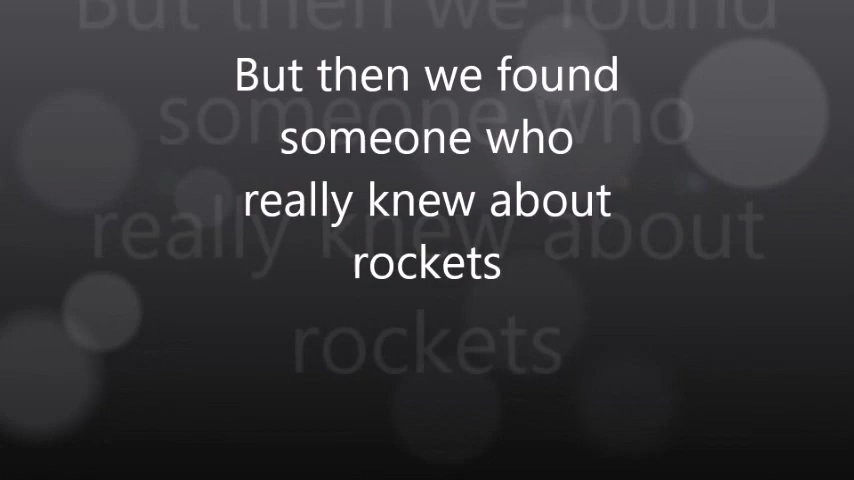 But then we found
someone who
really knew about
rockets